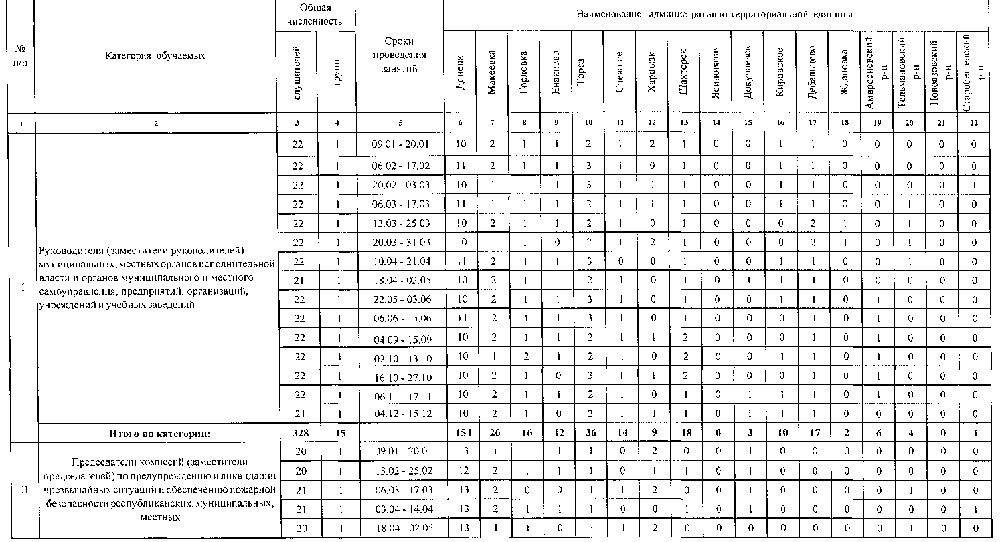 № п/п | Категория обучаемых | Общая численность | Сроки проведения занятий | Наименование административно-территориальной единицы
слушателей | групп | Донецк | Макеевка | Горловка | Енакиево | Торез | Снежное | Харцызк | Шахтерск | Ясиноватая | Докучаевск | Кировское | Дебальцево | Ждановка | Амвросиевский р-н | Тельмановский р-н | Новоазовский р-н | Старобешевский р-н
1 | 2 | 3 | 4 | 5 | 6 | 7 | 8 | 9 | 10 | 11 | 12 | 13 | 14 | 15 | 16 | 17 | 18 | 19 | 20 | 21 | 22
I
Руководители (заместители руководителей)
муниципальных, местных органов исполнительной
власти и органов муниципального и местного
самоуправления, предприятий, организаций,
учреждений и учебных заведений
22 | 1 | 09.01 - 20.01 | 10 | 2 | 1 | 1 | 2 | 1 | 2 | 1 | 0 | 0 | 1 | 1 | 0 | 0 | 0 | 0 | 0
22 | 1 | 06.02 - 17.02 | 11 | 2 | 1 | 1 | 3 | 1 | 0 | 1 | 0 | 0 | 1 | 1 | 0 | 0 | 0 | 0 | 0
22 | 1 | 20.02 - 03.03 | 10 | 1 | 1 | 1 | 3 | 1 | 1 | 1 | 0 | 0 | 1 | 1 | 0 | 0 | 0 | 0 | 1
22 | 1 | 06.03 - 17.03 | 11 | 1 | 1 | 1 | 2 | 1 | 1 | 1 | 0 | 0 | 1 | 1 | 0 | 0 | 1 | 0 | 0
22 | 1 | 13.03 - 25.03 | 10 | 2 | 1 | 1 | 2 | 1 | 0 | 1 | 0 | 0 | 0 | 2 | 1 | 0 | 1 | 0 | 0
22 | 1 | 20.03 - 31.03 | 10 | 1 | 1 | 0 | 2 | 1 | 2 | 1 | 0 | 0 | 0 | 2 | 1 | 0 | 1 | 0 | 0
22 | 1 | 10.04 - 21.04 | 11 | 2 | 1 | 1 | 3 | 0 | 0 | 1 | 0 | 0 | 1 | 1 | 0 | 0 | 1 | 0 | 0
21 | 1 | 18.04 - 02.05 | 10 | 2 | 1 | 1 | 2 | 1 | 0 | 1 | 0 | 1 | 1 | 1 | 0 | 0 | 0 | 0 | 0
22 | 1 | 22.05 - 03.06 | 10 | 2 | 1 | 1 | 3 | 1 | 0 | 1 | 0 | 0 | 1 | 1 | 0 | 1 | 0 | 0 | 0
22 | 1 | 06.06 - 15.06 | 11 | 2 | 1 | 1 | 3 | 1 | 0 | 1 | 0 | 0 | 0 | 1 | 0 | 1 | 0 | 0 | 0
22 | 1 | 04.09 - 15.09 | 10 | 2 | 1 | 1 | 2 | 1 | 1 | 2 | 0 | 0 | 0 | 1 | 0 | 1 | 0 | 0 | 0
22 | 1 | 02.10 - 13.10 | 10 | 1 | 2 | 1 | 2 | 1 | 0 | 2 | 0 | 0 | 1 | 1 | 0 | 1 | 0 | 0 | 0
22 | 1 | 16.10 - 27.10 | 10 | 2 | 1 | 0 | 3 | 1 | 1 | 2 | 0 | 0 | 0 | 1 | 0 | 1 | 0 | 0 | 0
22 | 1 | 06.11 - 17.11 | 10 | 2 | 1 | 1 | 2 | 1 | 0 | 1 | 0 | 1 | 1 | 1 | 0 | 1 | 0 | 0 | 0
21 | 1 | 04.12 - 15.12 | 10 | 2 | 1 | 0 | 2 | 1 | 1 | 1 | 0 | 1 | 1 | 1 | 0 | 0 | 0 | 0 | 0
Итого по категории: | 328 | 15 | 154 | 26 | 16 | 12 | 36 | 14 | 9 | 18 | 0 | 3 | 10 | 17 | 2 | 6 | 4 | 0 | 1
II
Председатели комиссий (заместители
председателей) по предупреждению и ликвидации
чрезвычайных ситуаций и обеспечению пожарной
безопасности республиканских, муниципальных,
местных
20 | 1 | 09 01 - 20.01 | 13 | 1 | 1 | 1 | 1 | 0 | 2 | 0 | 0 | 1 | 0 | 0 | 0 | 0 | 0 | 0 | 0
20 | 1 | 13.02 - 25.02 | 12 | 2 | 1 | 1 | 1 | 0 | 1 | 1 | 0 | 1 | 0 | 0 | 0 | 0 | 0 | 0 | 0
21 | 1 | 06.03 - 17.03 | 13 | 2 | 0 | 0 | 1 | 1 | 2 | 0 | 0 | 1 | 0 | 0 | 0 | 0 | 1 | 0 | 0
21 | 1 | 03.04 - 14.04 | 13 | 2 | 1 | 1 | 1 | 0 | 0 | 1 | 0 | 1 | 0 | 0 | 0 | 0 | 0 | 0 | 1
20 | 1 | 18.04 - 02.05 | 13 | 1 | 1 | 0 | 1 | 1 | 2 | 0 | 0 | 0 | 0 | 0 | 0 | 0 | 1 | 0 | 0